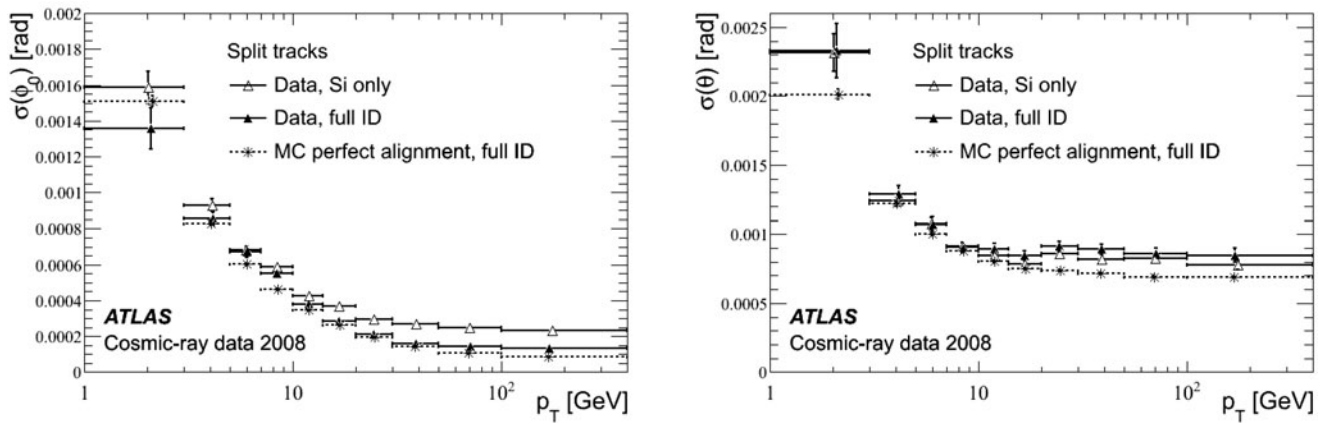 σ(φ₀) [rad]
0.002
0.0018
0.0016
0.0014
0.0012
0.001
0.0008
0.0006
0.0004
0.0002
0
Split tracks
Data, Si only
Data, full ID
MC perfect alignment, full ID
ATLAS
Cosmic-ray data 2008
1
10
10²
p_T [GeV]
σ(θ) [rad]
0.0025
0.002
0.0015
0.001
0.0005
0
Split tracks
Data, Si only
Data, full ID
MC perfect alignment, full ID
ATLAS
Cosmic-ray data 2008
1
10
10²
p_T [GeV]